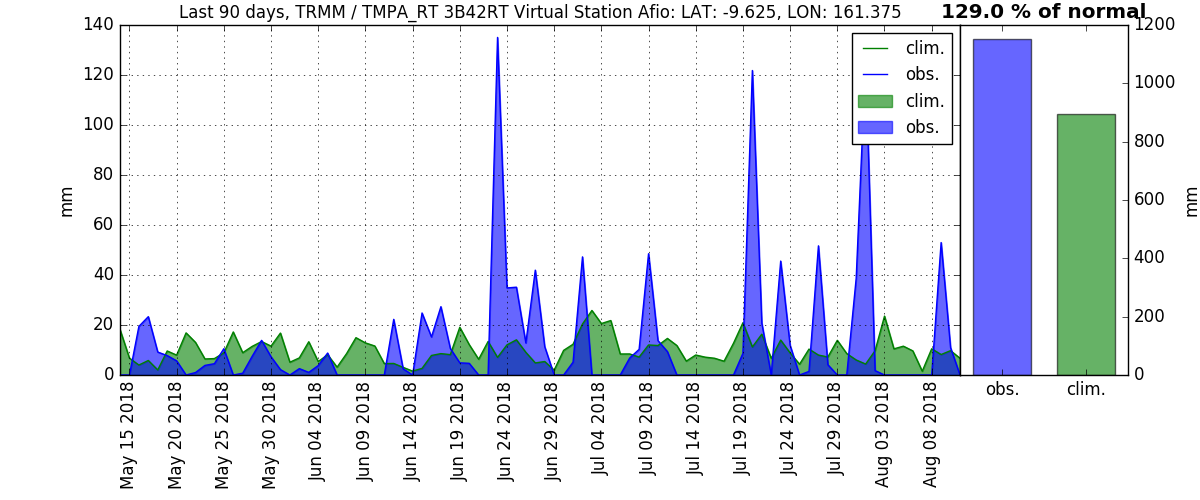 Last 90 days, TRMM / TMPA_RT 3B42RT Virtual Station Afio: LAT: -9.625, LON: 161.375
129.0 % of normal
140
120
100
80
60
40
20
0
mm
clim.
obs.
clim.
obs.
1200
1000
800
600
400
200
0
mm
May 15 2018
May 20 2018
May 25 2018
May 30 2018
Jun 04 2018
Jun 09 2018
Jun 14 2018
Jun 19 2018
Jun 24 2018
Jun 29 2018
Jul 04 2018
Jul 09 2018
Jul 14 2018
Jul 19 2018
Jul 24 2018
Jul 29 2018
Aug 03 2018
Aug 08 2018
obs.
clim.